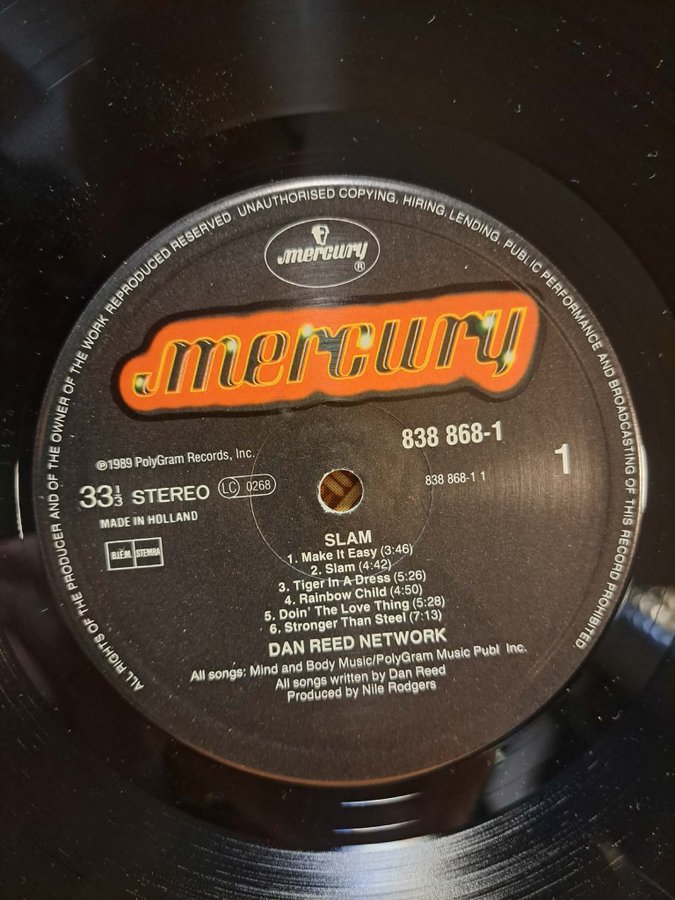 ALL RIGHTS OF THE PRODUCER AND OF THE OWNER OF THE WORK REPRODUCED RESERVED. UNAUTHORISED COPYING, HIRING, LENDING, PUBLIC PERFORMANCE AND BROADCASTING OF THIS RECORD PROHIBITED
mercury ®
mercury
838 868-1
1
℗1989 PolyGram Records, Inc.
33⅓ STEREO LC 0268
838 868-1 1
MADE IN HOLLAND
B.I.E.M. STEMRA
SLAM
1. Make It Easy (3:46)
2. Slam (4:42)
3. Tiger In A Dress (5:26)
4. Rainbow Child (4:50)
5. Doin' The Love Thing (5:28)
6. Stronger Than Steel (7:13)
DAN REED NETWORK
All songs: Mind and Body Music/PolyGram Music Publ Inc.
All songs written by Dan Reed
Produced by Nile Rodgers